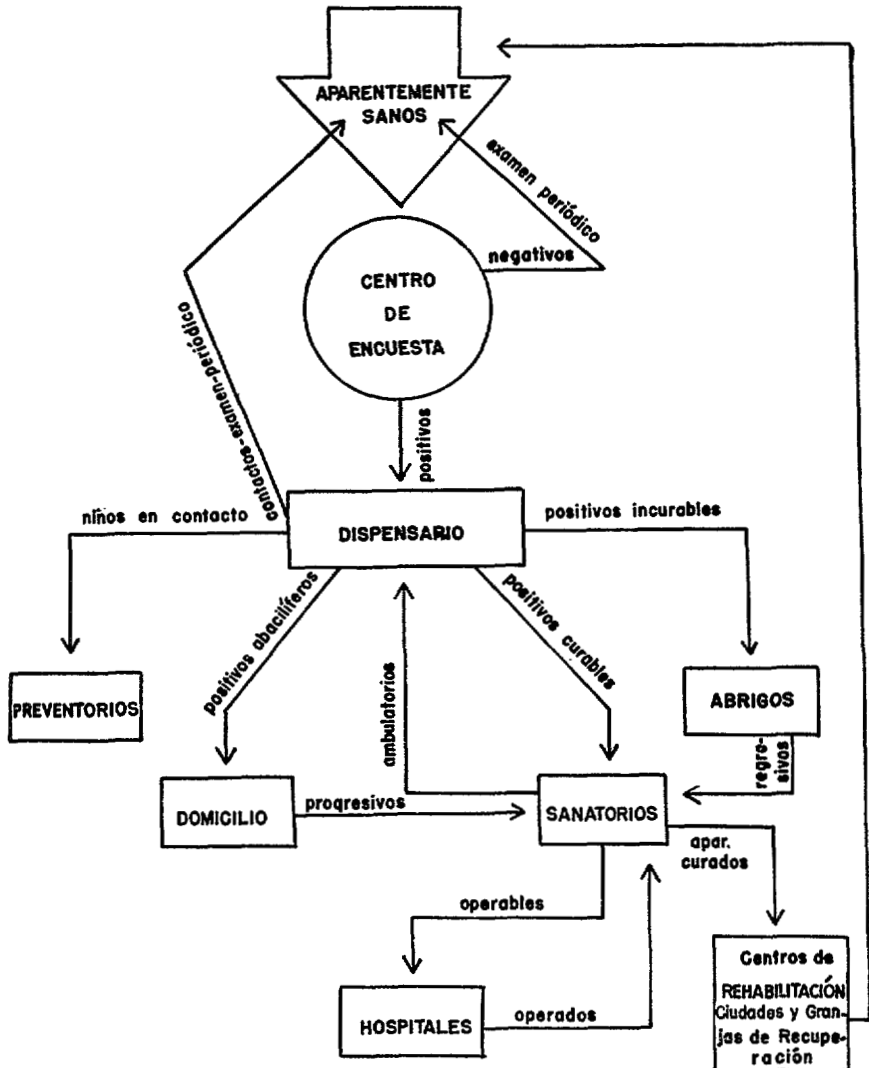 APARENTEMENTE
SANOS
examen periódico
negativos
CENTRO
DE
ENCUESTA
contactos-examen-periódico
positivos
niños en contacto
DISPENSARIO
positivos incurables
positivos abacilíferos
ambulatorios
positivos curables
PREVENTORIOS
ABRIGOS
regre-
sivos
DOMICILIO
progresivos
SANATORIOS
apar.
curados
operables
HOSPITALES
operados
Centros de
REHABILITACIÓN
Ciudades y Gran-
jas de Recupe-
ración